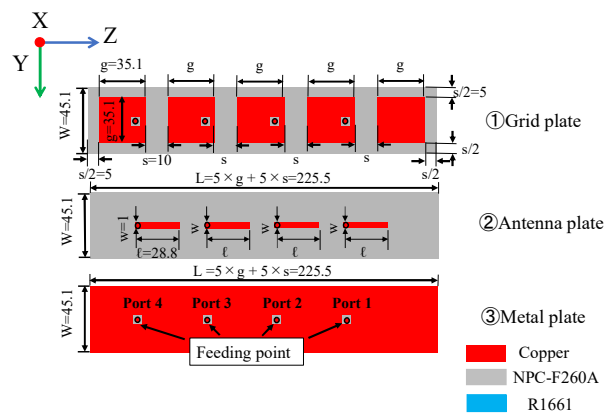 X
Z
Y
g=35.1
g
g
g
g
W=45.1
g=35.1
s/2=5
①Grid plate
s/2
s/2=5
s=10
s
s
s
L=5×g + 5×s=225.5
W=45.1
w=1
w
w
w
②Antenna plate
ℓ=28.8
ℓ
ℓ
ℓ
L=5×g + 5×s=225.5
W=45.1
Port 4
Port 3
Port 2
Port 1
③Metal plate
Feeding point
Copper
NPC-F260A
R1661